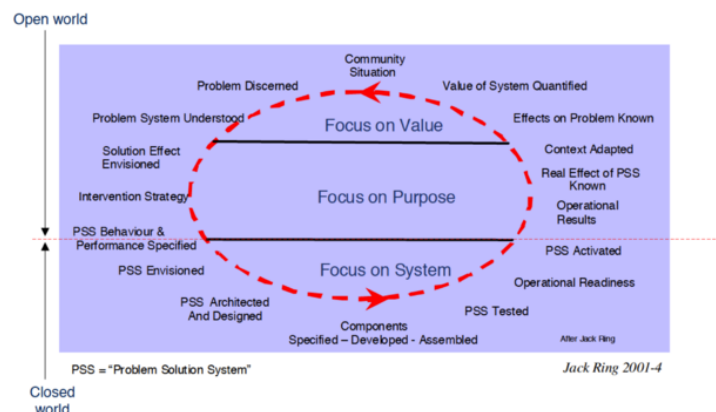 Open world
Community
Situation
Problem Discerned
Value of System Quantified
Problem System Understood
Focus on Value
Effects on Problem Known
Solution Effect
Envisioned
Context Adapted
Real Effect of PSS
Known
Intervention Strategy
Focus on Purpose
Operational
Results
PSS Behaviour &
Performance Specified
PSS Activated
PSS Envisioned
Focus on System
Operational Readiness
PSS Architected
And Designed
PSS Tested
Components
Specified – Developed - Assembled
After Jack Ring
PSS = “Problem Solution System”
Jack Ring 2001-4
Closed
world